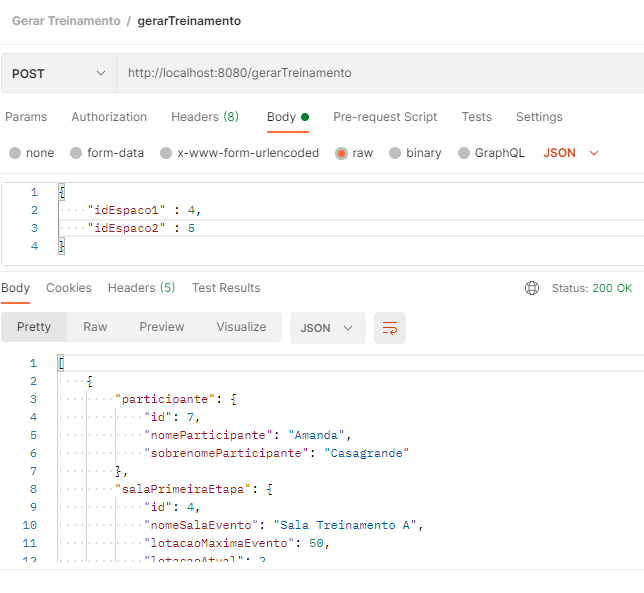 Gerar Treinamento / gerarTreinamento
POST http://localhost:8080/gerarTreinamento
Params Authorization Headers (8) Body Pre-request Script Tests Settings
none form-data x-www-form-urlencoded raw binary GraphQL JSON
1 {
2 "idEspaco1" : 4,
3 "idEspaco2" : 5
4 }
Body Cookies Headers (5) Test Results Status: 200 OK
Pretty Raw Preview Visualize JSON
1 [
2 {
3 "participante": {
4 "id": 7,
5 "nomeParticipante": "Amanda",
6 "sobrenomeParticipante": "Casagrande"
7 },
8 "salaPrimeiraEtapa": {
9 "id": 4,
10 "nomeSalaEvento": "Sala Treinamento A",
11 "lotacaoMaximaEvento": 50,
12 "lotacaoAtual": 2